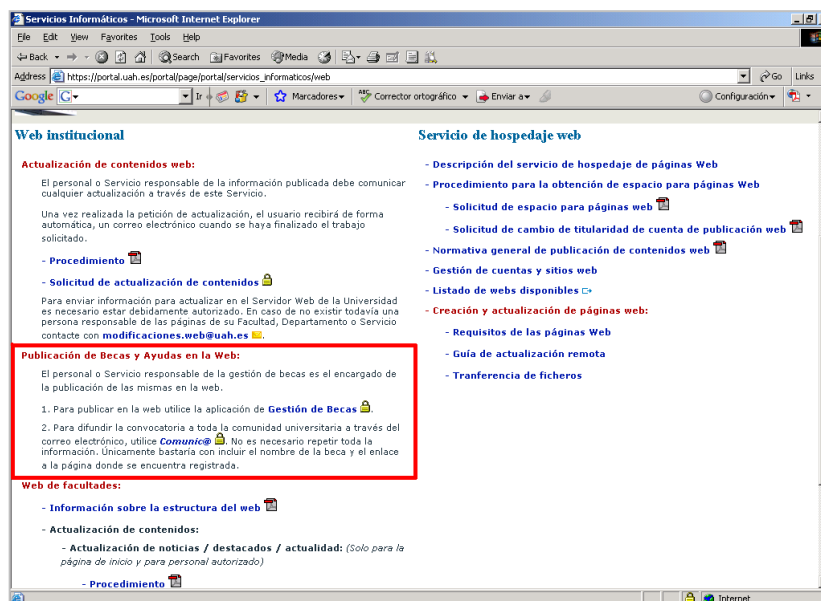 Servicios Informáticos - Microsoft Internet Explorer
File Edit View Favorites Tools Help
Back Search Favorites Media
Address https://portal.uah.es/portal/page/portal/servicios_informaticos/web Go Links
Google G Ir Marcadores ABC Corrector ortográfico Enviar a Configuración
Web institucional
Actualización de contenidos web:
El personal o Servicio responsable de la información publicada debe comunicar
cualquier actualización a través de este Servicio.
Una vez realizada la petición de actualización, el usuario recibirá de forma
automática, un correo electrónico cuando se haya finalizado el trabajo
solicitado.
- Procedimiento
- Solicitud de actualización de contenidos
Para enviar información para actualizar en el Servidor Web de la Universidad
es necesario estar debidamente autorizado. En caso de no existir todavía una
persona responsable de las páginas de su Facultad, Departamento o Servicio
contacte con modificaciones.web@uah.es .
Publicación de Becas y Ayudas en la Web:
El personal o Servicio responsable de la gestión de becas es el encargado de
la publicación de las mismas en la web.
1. Para publicar en la web utilice la aplicación de Gestión de Becas .
2. Para difundir la convocatoria a toda la comunidad universitaria a través del
correo electrónico, utilice Comunic@ . No es necesario repetir toda la
información. Únicamente bastaría con incluir el nombre de la beca y el enlace
a la página donde se encuentra registrada.
Web de facultades:
- Información sobre la estructura del web
- Actualización de contenidos:
- Actualización de noticias / destacados / actualidad: (Solo para la
página de inicio y para personal autorizado)
- Procedimiento
Servicio de hospedaje web
- Descripción del servicio de hospedaje de páginas Web
- Procedimiento para la obtención de espacio para páginas Web
- Solicitud de espacio para páginas web
- Solicitud de cambio de titularidad de cuenta de publicación web
- Normativa general de publicación de contenidos web
- Gestión de cuentas y sitios web
- Listado de webs disponibles
- Creación y actualización de páginas web:
- Requisitos de las páginas Web
- Guía de actualización remota
- Tranferencia de ficheros
Internet